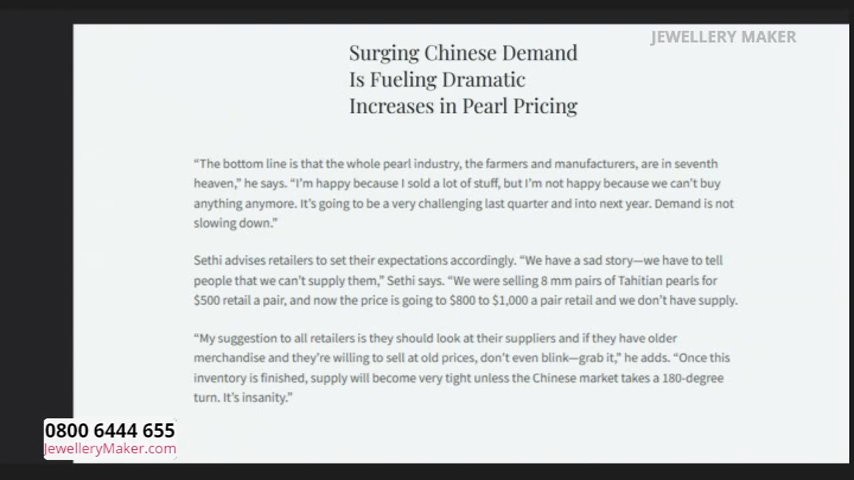 JEWELLERY MAKER
Surging Chinese Demand
Is Fueling Dramatic
Increases in Pearl Pricing
“The bottom line is that the whole pearl industry, the farmers and manufacturers, are in seventh
heaven,” he says. “I’m happy because I sold a lot of stuff, but I’m not happy because we can’t buy
anything anymore. It’s going to be a very challenging last quarter and into next year. Demand is not
slowing down.”
Sethi advises retailers to set their expectations accordingly. “We have a sad story—we have to tell
people that we can’t supply them,” Sethi says. “We were selling 8 mm pairs of Tahitian pearls for
$500 retail a pair, and now the price is going to $800 to $1,000 a pair retail and we don’t have supply.
“My suggestion to all retailers is they should look at their suppliers and if they have older
merchandise and they’re willing to sell at old prices, don’t even blink—grab it,” he adds. “Once this
inventory is finished, supply will become very tight unless the Chinese market takes a 180-degree
turn. It’s insanity.”
0800 6444 655
JewelleryMaker.com